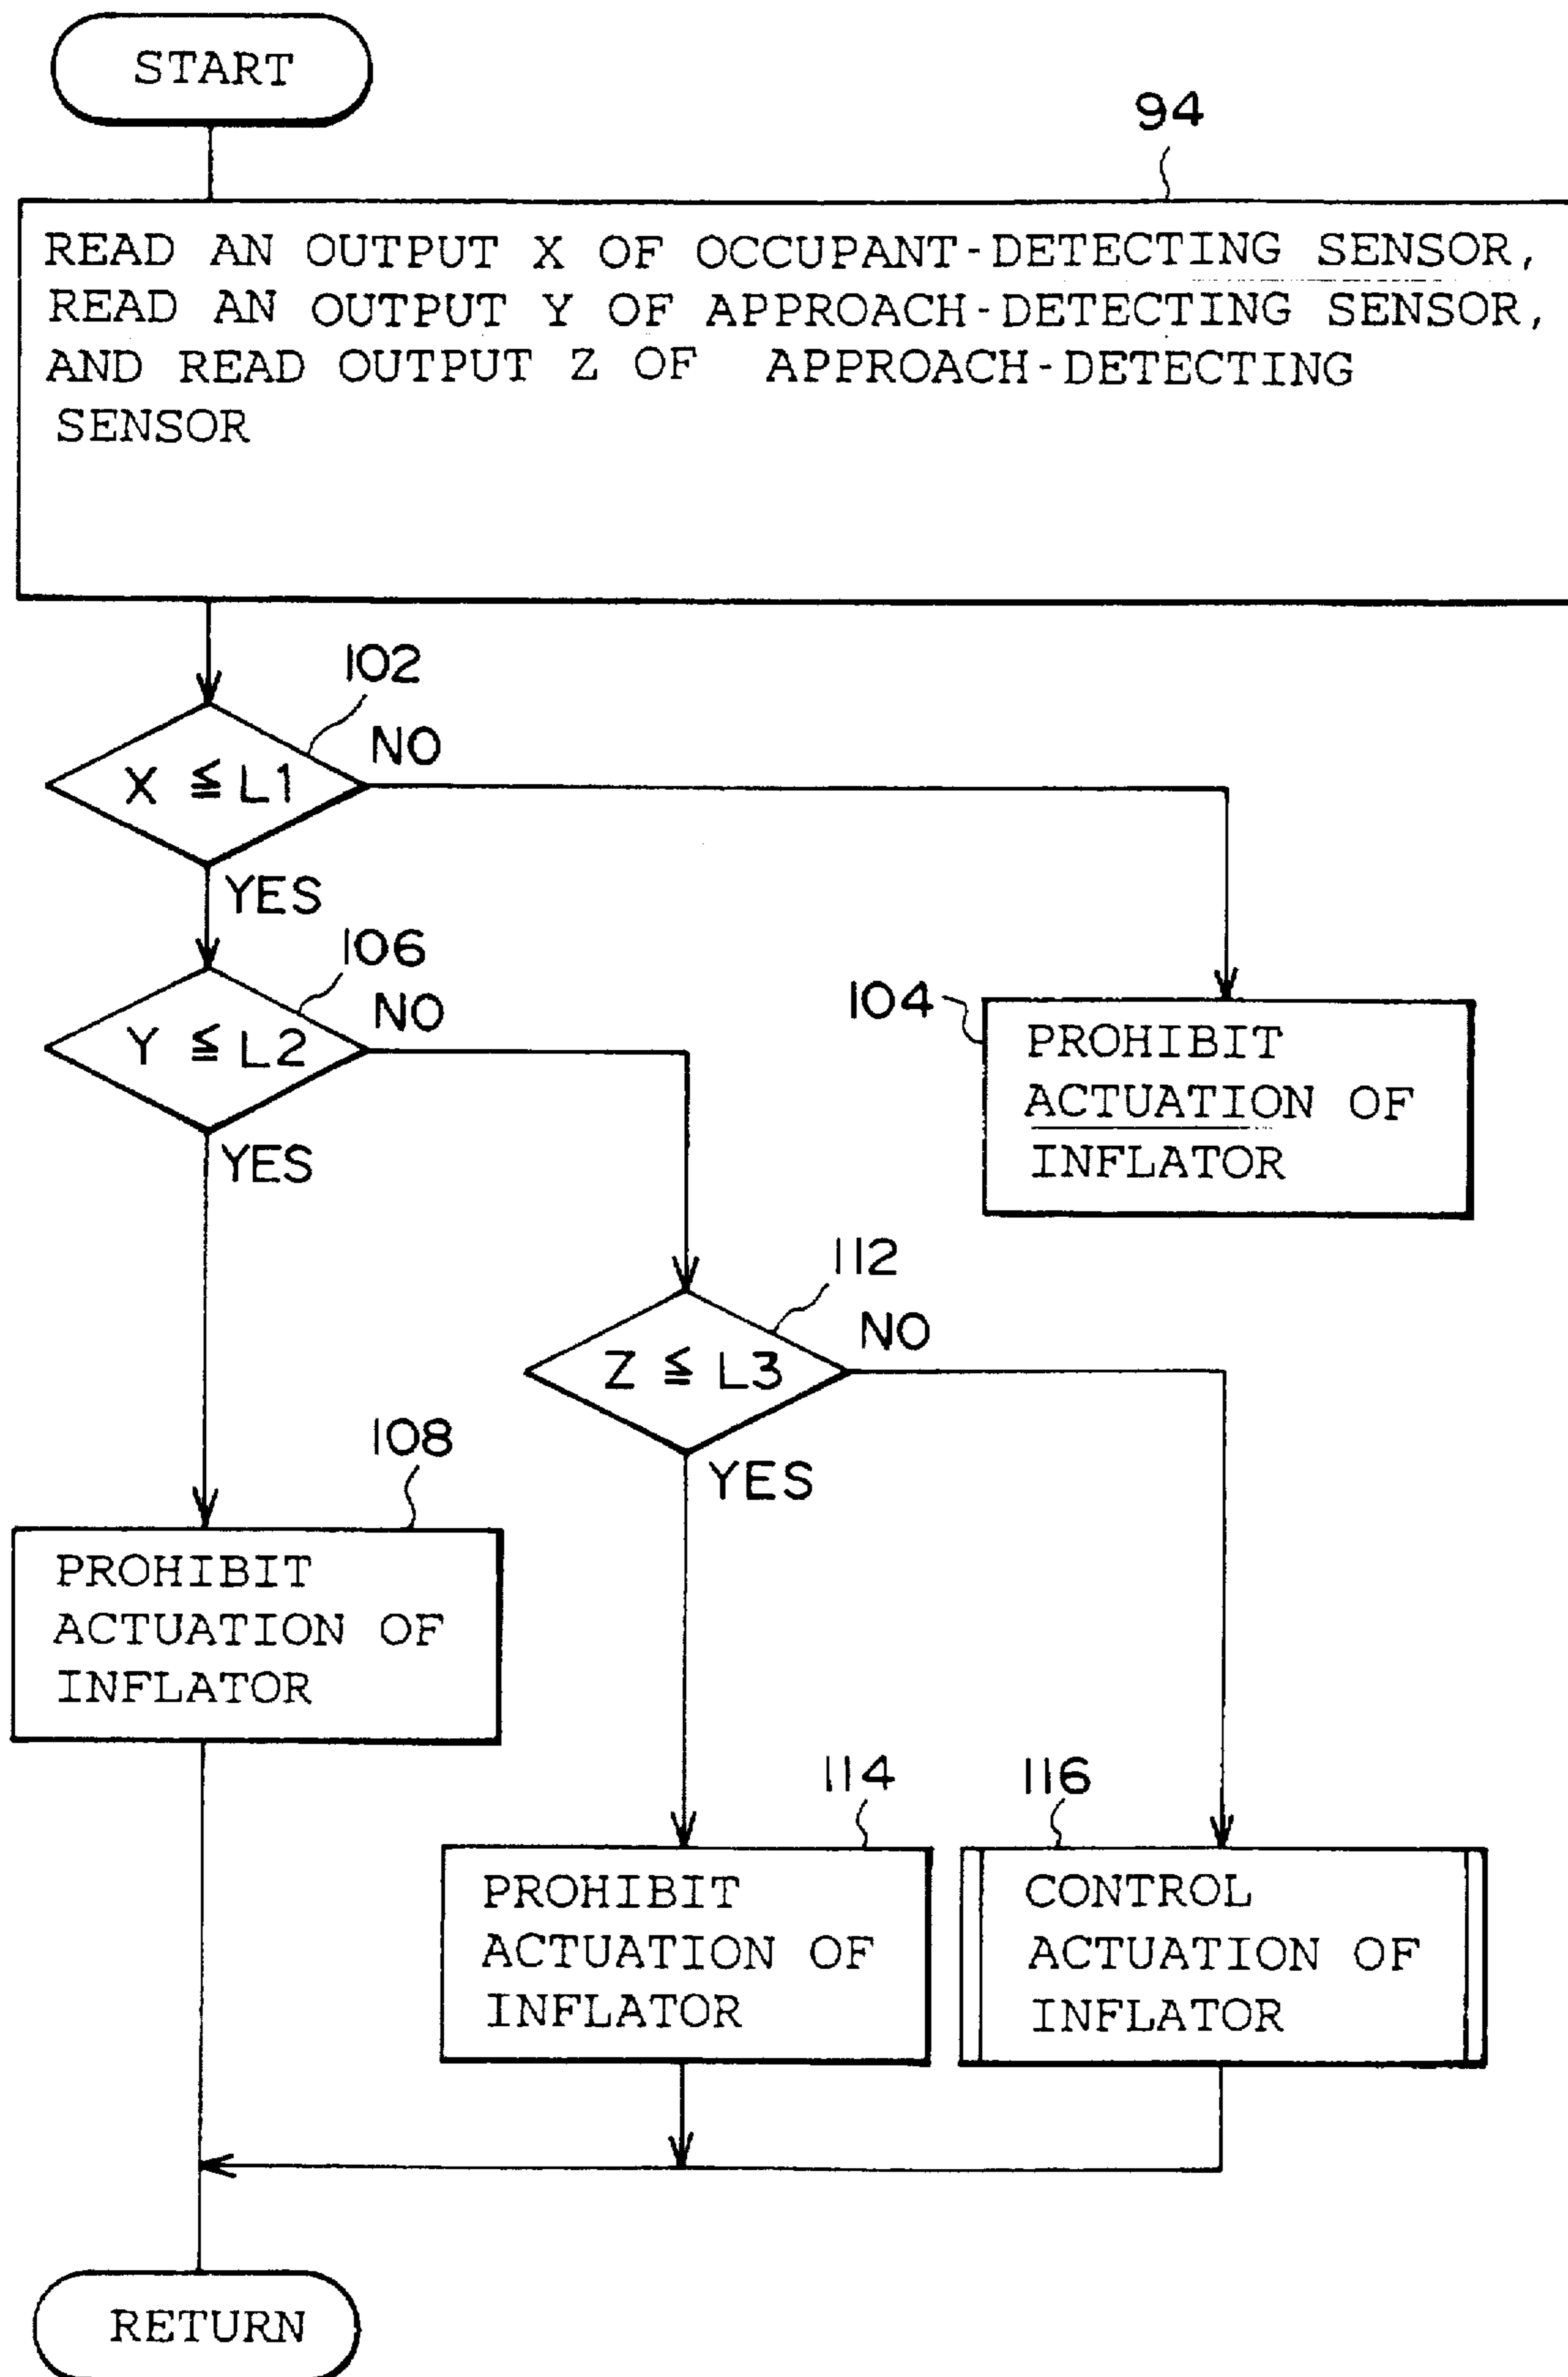 START
94
READ AN OUTPUT X OF OCCUPANT-DETECTING SENSOR,
READ AN OUTPUT Y OF APPROACH-DETECTING SENSOR,
AND READ OUTPUT Z OF APPROACH-DETECTING
SENSOR
102
X ≦ L1
NO
YES
106
Y ≦ L2
NO
YES
104
PROHIBIT
ACTUATION OF
INFLATOR
112
Z ≦ L3
NO
YES
108
PROHIBIT
ACTUATION OF
INFLATOR
114
PROHIBIT
ACTUATION OF
INFLATOR
116
CONTROL
ACTUATION OF
INFLATOR
RETURN